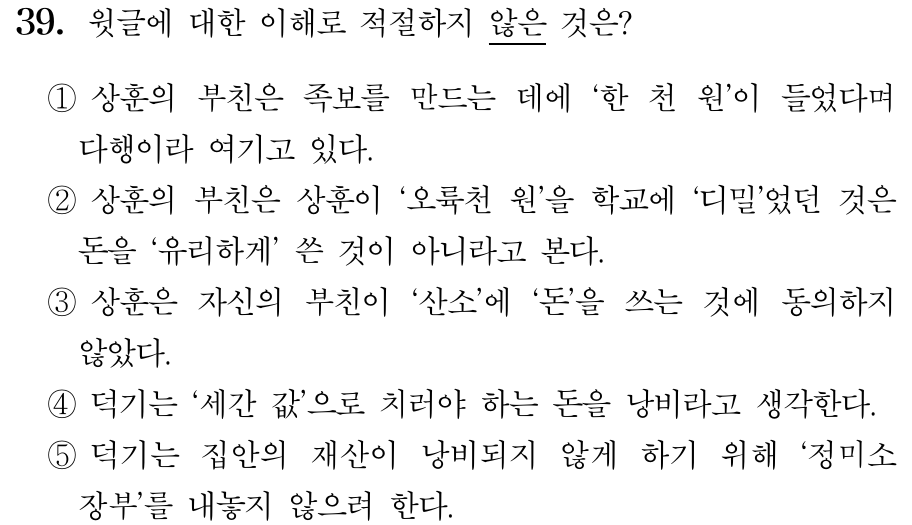 39. 윗글에 대한 이해로 적절하지 않은 것은?
① 상훈의 부친은 족보를 만드는 데에 ‘한 천 원’이 들었다며
다행이라 여기고 있다.
② 상훈의 부친은 상훈이 ‘오륙천 원’을 학교에 ‘디밀’었던 것은
돈을 ‘유리하게’ 쓴 것이 아니라고 본다.
③ 상훈은 자신의 부친이 ‘산소’에 ‘돈’을 쓰는 것에 동의하지
않았다.
④ 덕기는 ‘세간 값’으로 치러야 하는 돈을 낭비라고 생각한다.
⑤ 덕기는 집안의 재산이 낭비되지 않게 하기 위해 ‘정미소
장부’를 내놓지 않으려 한다.